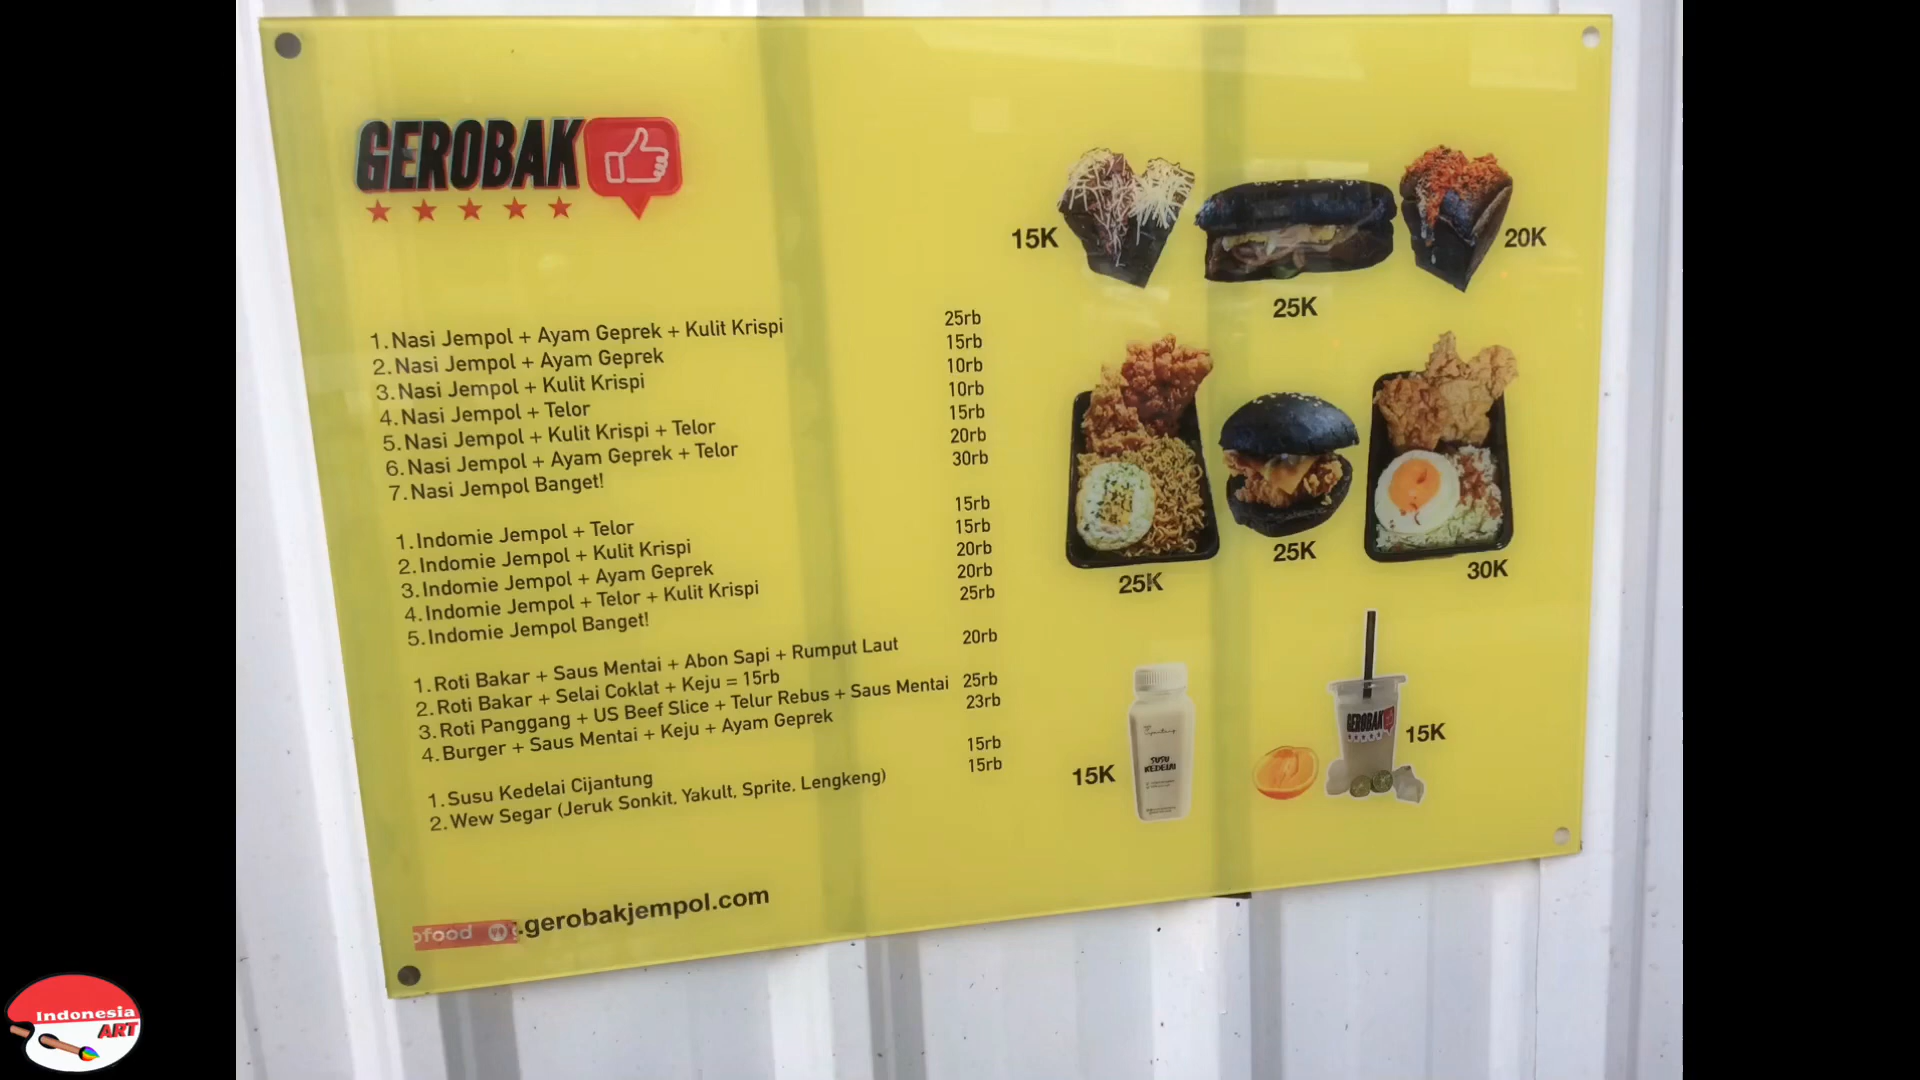 GEROBAK
1. Nasi Jempol + Ayam Geprek + Kulit Krispi 25rb
2. Nasi Jempol + Ayam Geprek 15rb
3. Nasi Jempol + Kulit Krispi 10rb
4. Nasi Jempol + Telor 10rb
5. Nasi Jempol + Kulit Krispi + Telor 15rb
6. Nasi Jempol + Ayam Geprek + Telor 20rb
7. Nasi Jempol Banget! 30rb
1. Indomie Jempol + Telor 15rb
2. Indomie Jempol + Kulit Krispi 15rb
3. Indomie Jempol + Ayam Geprek 20rb
4. Indomie Jempol + Telor + Kulit Krispi 20rb
5. Indomie Jempol Banget! 25rb
1. Roti Bakar + Saus Mentai + Abon Sapi + Rumput Laut 20rb
2. Roti Bakar + Selai Coklat + Keju = 15rb
3. Roti Panggang + US Beef Slice + Telur Rebus + Saus Mentai 25rb
4. Burger + Saus Mentai + Keju + Ayam Geprek 23rb
1. Susu Kedelai Cijantung 15rb
2. Wew Segar (Jeruk Sonkit, Yakult, Sprite, Lengkeng) 15rb
ofood
.gerobakjempol.com
15K
25K
20K
25K
25K
30K
15K
SUSU
KEDELAI
GEROBAK
15K
Indonesia
ART